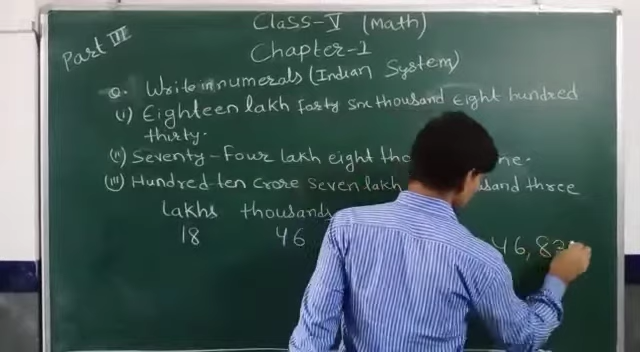 Part III
Class-V (Math)
Chapter-1
Q. Write in numerals (Indian System)
(i) Eighteen lakh forty six thousand Eight hundred
thirty.
(ii) Seventy-Four lakh eight
(iii) Hundred ten Crore Seven lakh three
lakhs thousands
18 46 46,83